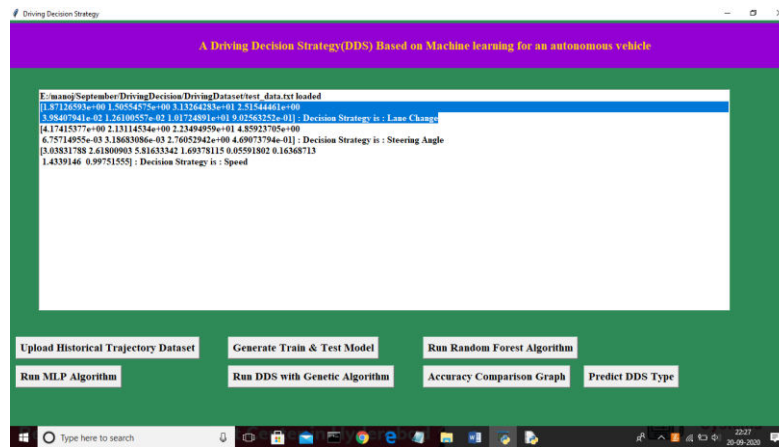 Driving Decision Strategy
A Driving Decision Strategy(DDS) Based on Machine learning for an autonomous vehicle
E:/manoj/September/DrivingDecision/DrivingDataset/test_data.txt loaded
[1.87126593e+00 1.50554575e+00 3.13264283e+01 2.51544461e+00
3.98407941e-02 1.26100557e-02 1.01724891e+01 9.02563252e-01] : Decision Strategy is : Lane Change
[4.17415377e+00 2.13114534e+00 2.23494959e+01 4.85923705e+00
6.75714955e-03 3.18683086e-03 2.76052942e+00 4.69073794e-01] : Decision Strategy is : Steering Angle
[3.03831788 2.61800903 5.81633342 1.69378115 0.05591802 0.16368713
1.4339146 0.99751555] : Decision Strategy is : Speed
Upload Historical Trajectory Dataset
Generate Train & Test Model
Run Random Forest Algorithm
Run MLP Algorithm
Run DDS with Genetic Algorithm
Accuracy Comparison Graph
Predict DDS Type
Type here to search
22:27
20-09-2020